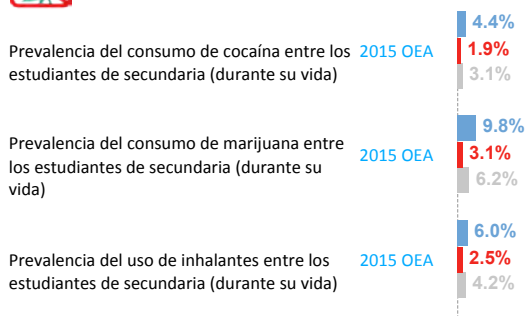 4.4%
Prevalencia del consumo de cocaína entre los 2015 OEA 1.9%
estudiantes de secundaria (durante su vida) 3.1%
9.8%
Prevalencia del consumo de marijuana entre
los estudiantes de secundaria (durante su 2015 OEA 3.1%
vida) 6.2%
6.0%
Prevalencia del uso de inhalantes entre los 2015 OEA 2.5%
estudiantes de secundaria (durante su vida) 4.2%